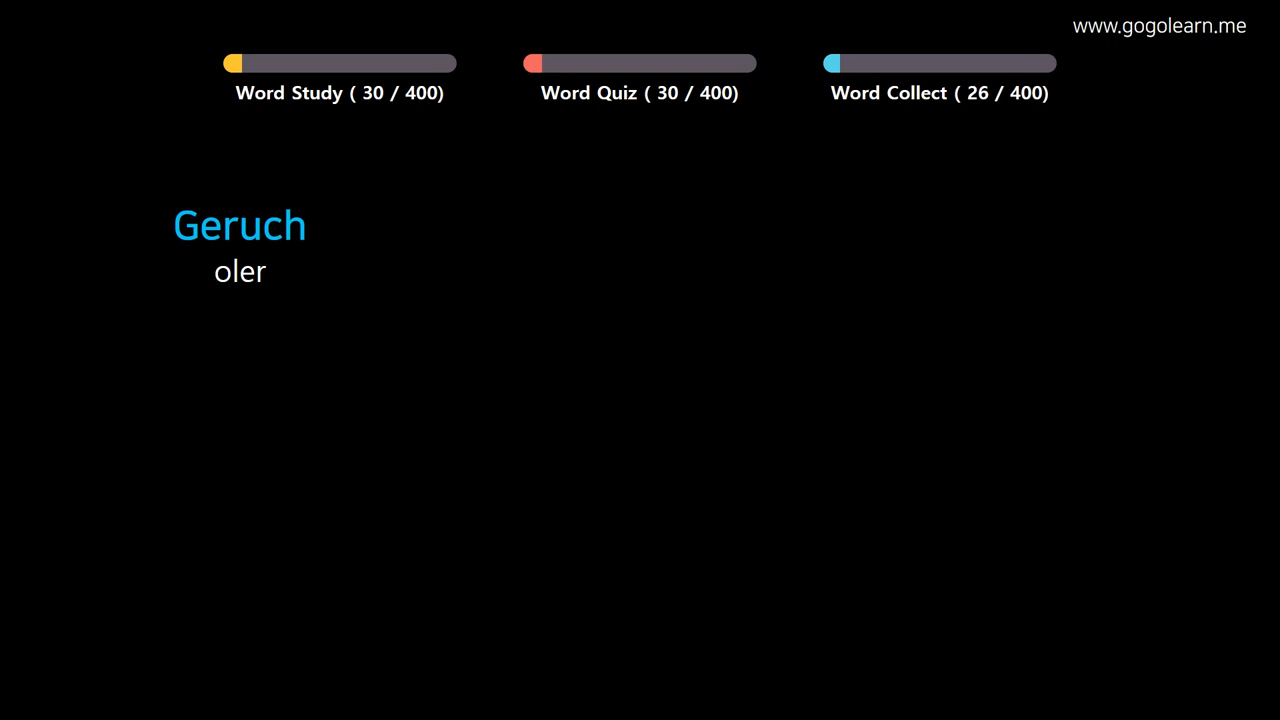 www.gogolearn.me
Word Study ( 30 / 400)
Word Quiz ( 30 / 400)
Word Collect ( 26 / 400)
Geruch
oler